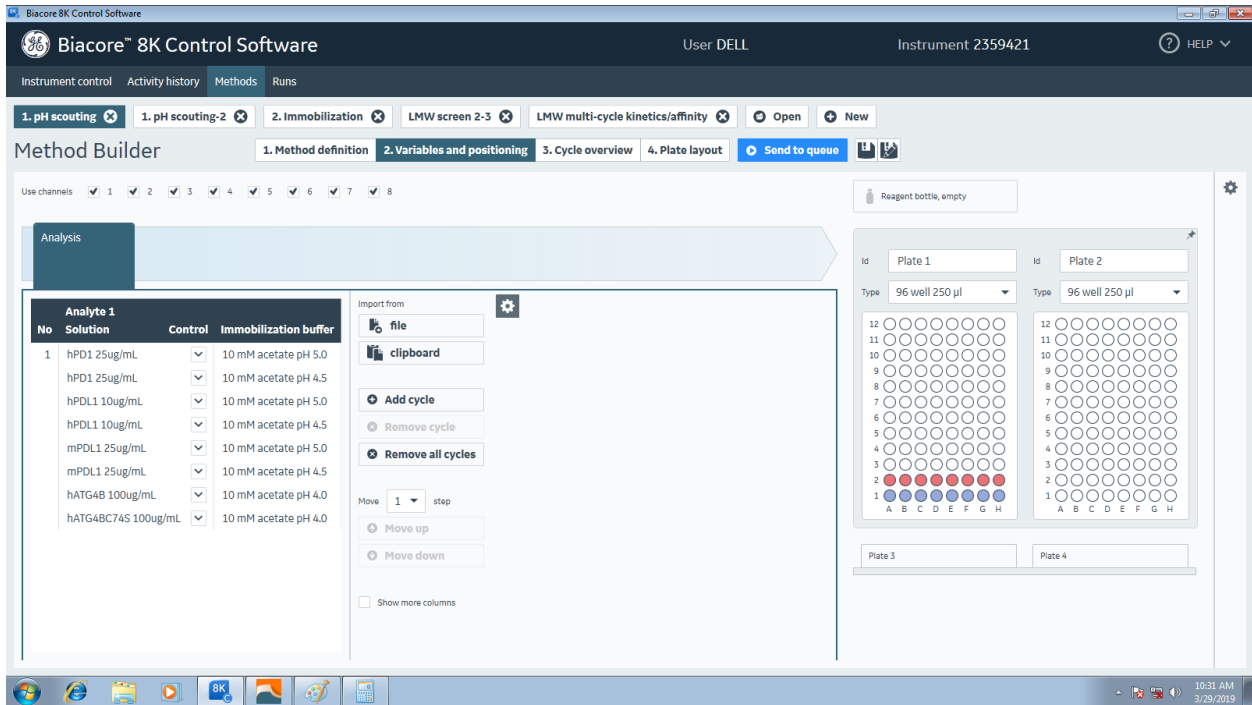 Biacore 8K Control Software
Biacore™ 8K Control Software
User DELL
Instrument 2359421
? HELP
Instrument control Activity history Methods Runs
1. pH scouting 1. pH scouting-2 2. Immobilization LMW screen 2-3 LMW multi-cycle kinetics/affinity Open New
Method Builder
1. Method definition 2. Variables and positioning 3. Cycle overview 4. Plate layout Send to queue
Use channels 1 2 3 4 5 6 7 8
Analysis
Analyte 1
No Solution Control Immobilization buffer
1 hPD1 25ug/mL 10 mM acetate pH 5.0
hPD1 25ug/mL 10 mM acetate pH 4.5
hPDL1 10ug/mL 10 mM acetate pH 5.0
hPDL1 10ug/mL 10 mM acetate pH 4.5
mPDL1 25ug/mL 10 mM acetate pH 5.0
mPDL1 25ug/mL 10 mM acetate pH 4.5
hATG4B 100ug/mL 10 mM acetate pH 4.0
hATG4BC74S 100ug/mL 10 mM acetate pH 4.0
Import from
file
clipboard
Add cycle
Remove cycle
Remove all cycles
Move 1 step
Move up
Move down
Show more columns
Reagent bottle, empty
Id Plate 1
Type 96 well 250 µl
12
11
10
9
8
7
6
5
4
3
2
1
A B C D E F G H
Id Plate 2
Type 96 well 250 µl
12
11
10
9
8
7
6
5
4
3
2
1
A B C D E F G H
Plate 3
Plate 4
8K
C
10:31 AM
3/29/2019